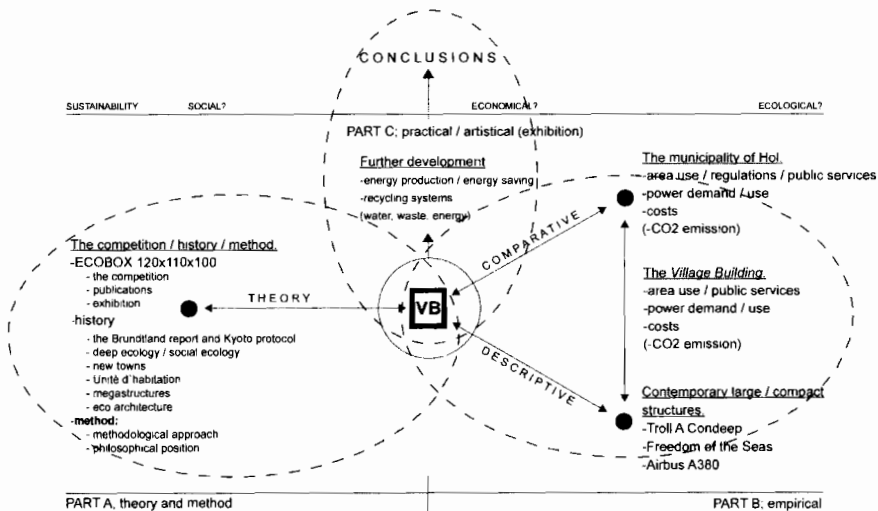 CONCLUSIONS
SUSTAINABILITY SOCIAL? ECONOMICAL? ECOLOGICAL?
PART C; practical / artistical (exhibition)
Further development
-energy production / energy saving
-recycling systems
(water, waste, energy)
The municipality of Hol.
-area use / regulations / public services
-power demand / use
-costs
(-CO2 emission)
The competition / history / method.
-ECOBOX 120x110x100
- the competition
- publications
- exhibition
-history
- the Brundtland report and Kyoto protocol
- deep ecology / social ecology
- new towns
- Unitè d`habitation
- megastructures
- eco architecture
-method:
- methodological approach
- philosophical position
THEORY
VB
COMPARATIVE
DESCRIPTIVE
The Village Building.
-area use / public services
-power demand / use
-costs
(-CO2 emission)
Contemporary large / compact
structures.
-Troll A Condeep
-Freedom of the Seas
-Airbus A380
PART A, theory and method
PART B; empirical